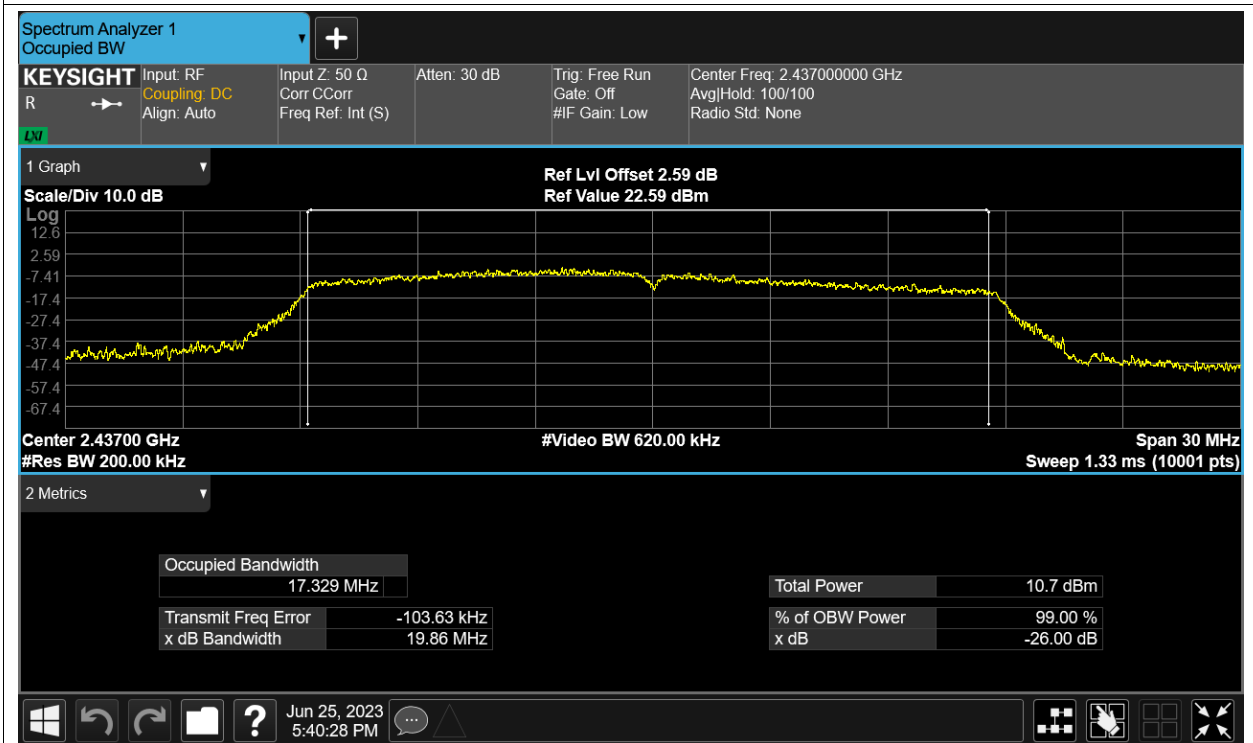 Spectrum Analyzer 1
Occupied BW
KEYSIGHT
R
LXI
Input: RF
Coupling: DC
Align: Auto
Input Z: 50 Ω
Corr CCorr
Freq Ref: Int (S)
Atten: 30 dB
Trig: Free Run
Gate: Off
#IF Gain: Low
Center Freq: 2.437000000 GHz
Avg|Hold: 100/100
Radio Std: None
1 Graph
Scale/Div 10.0 dB
Ref Lvl Offset 2.59 dB
Ref Value 22.59 dBm
Log
12.6
2.59
-7.41
-17.4
-27.4
-37.4
-47.4
-57.4
-67.4
Center 2.43700 GHz
#Video BW 620.00 kHz
Span 30 MHz
#Res BW 200.00 kHz
Sweep 1.33 ms (10001 pts)
2 Metrics
Occupied Bandwidth
17.329 MHz
Total Power 10.7 dBm
Transmit Freq Error -103.63 kHz
% of OBW Power 99.00 %
x dB Bandwidth 19.86 MHz
x dB -26.00 dB
?
Jun 25, 2023
5:40:28 PM